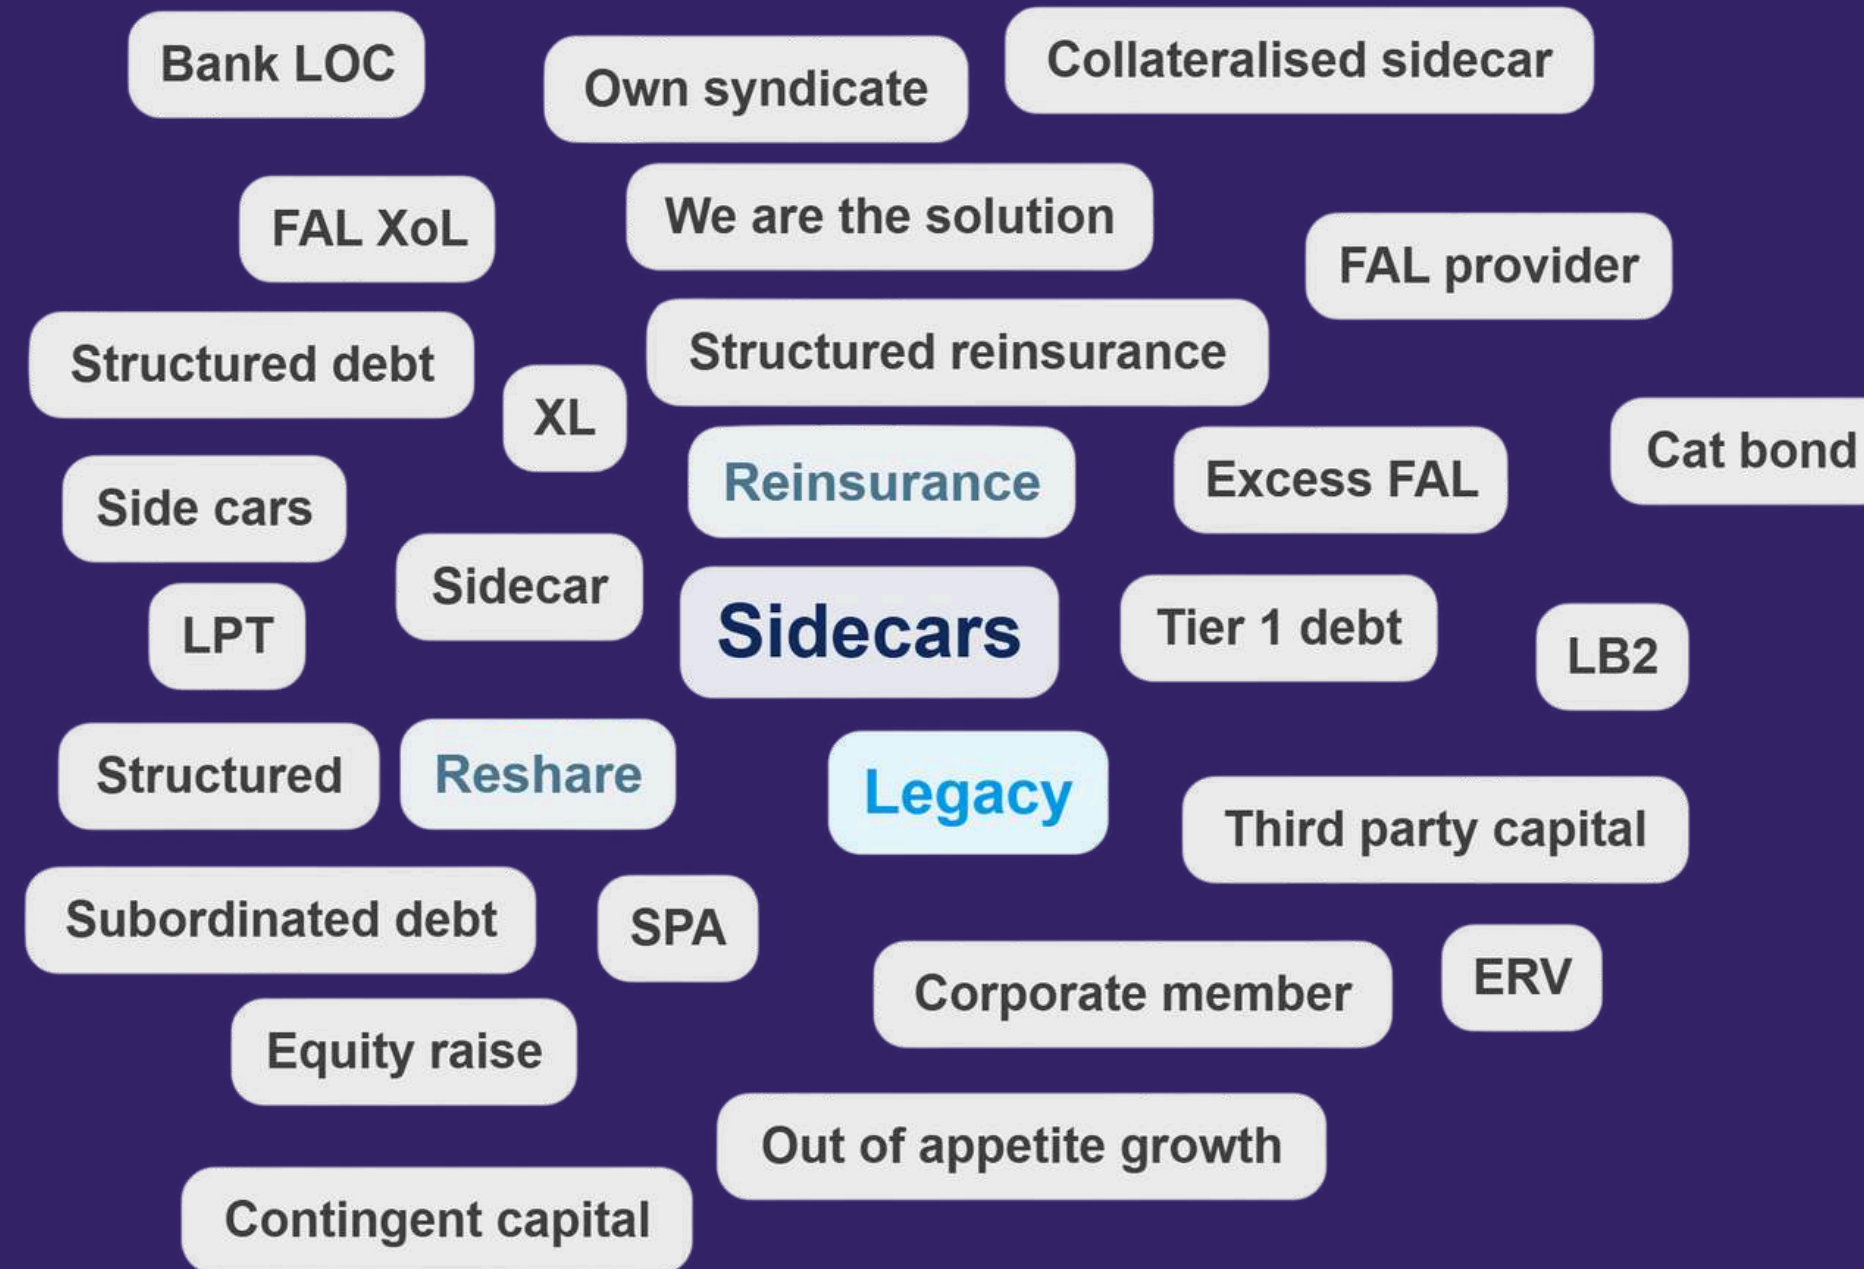 Bank LOC
Own syndicate
Collateralised sidecar
FAL XoL
We are the solution
FAL provider
Structured debt
XL
Structured reinsurance
Cat bond
Side cars
Reinsurance
Excess FAL
Sidecar
Sidecars
Tier 1 debt
LPT
LB2
Structured
Reshare
Legacy
Third party capital
Subordinated debt
SPA
Corporate member
ERV
Equity raise
Out of appetite growth
Contingent capital